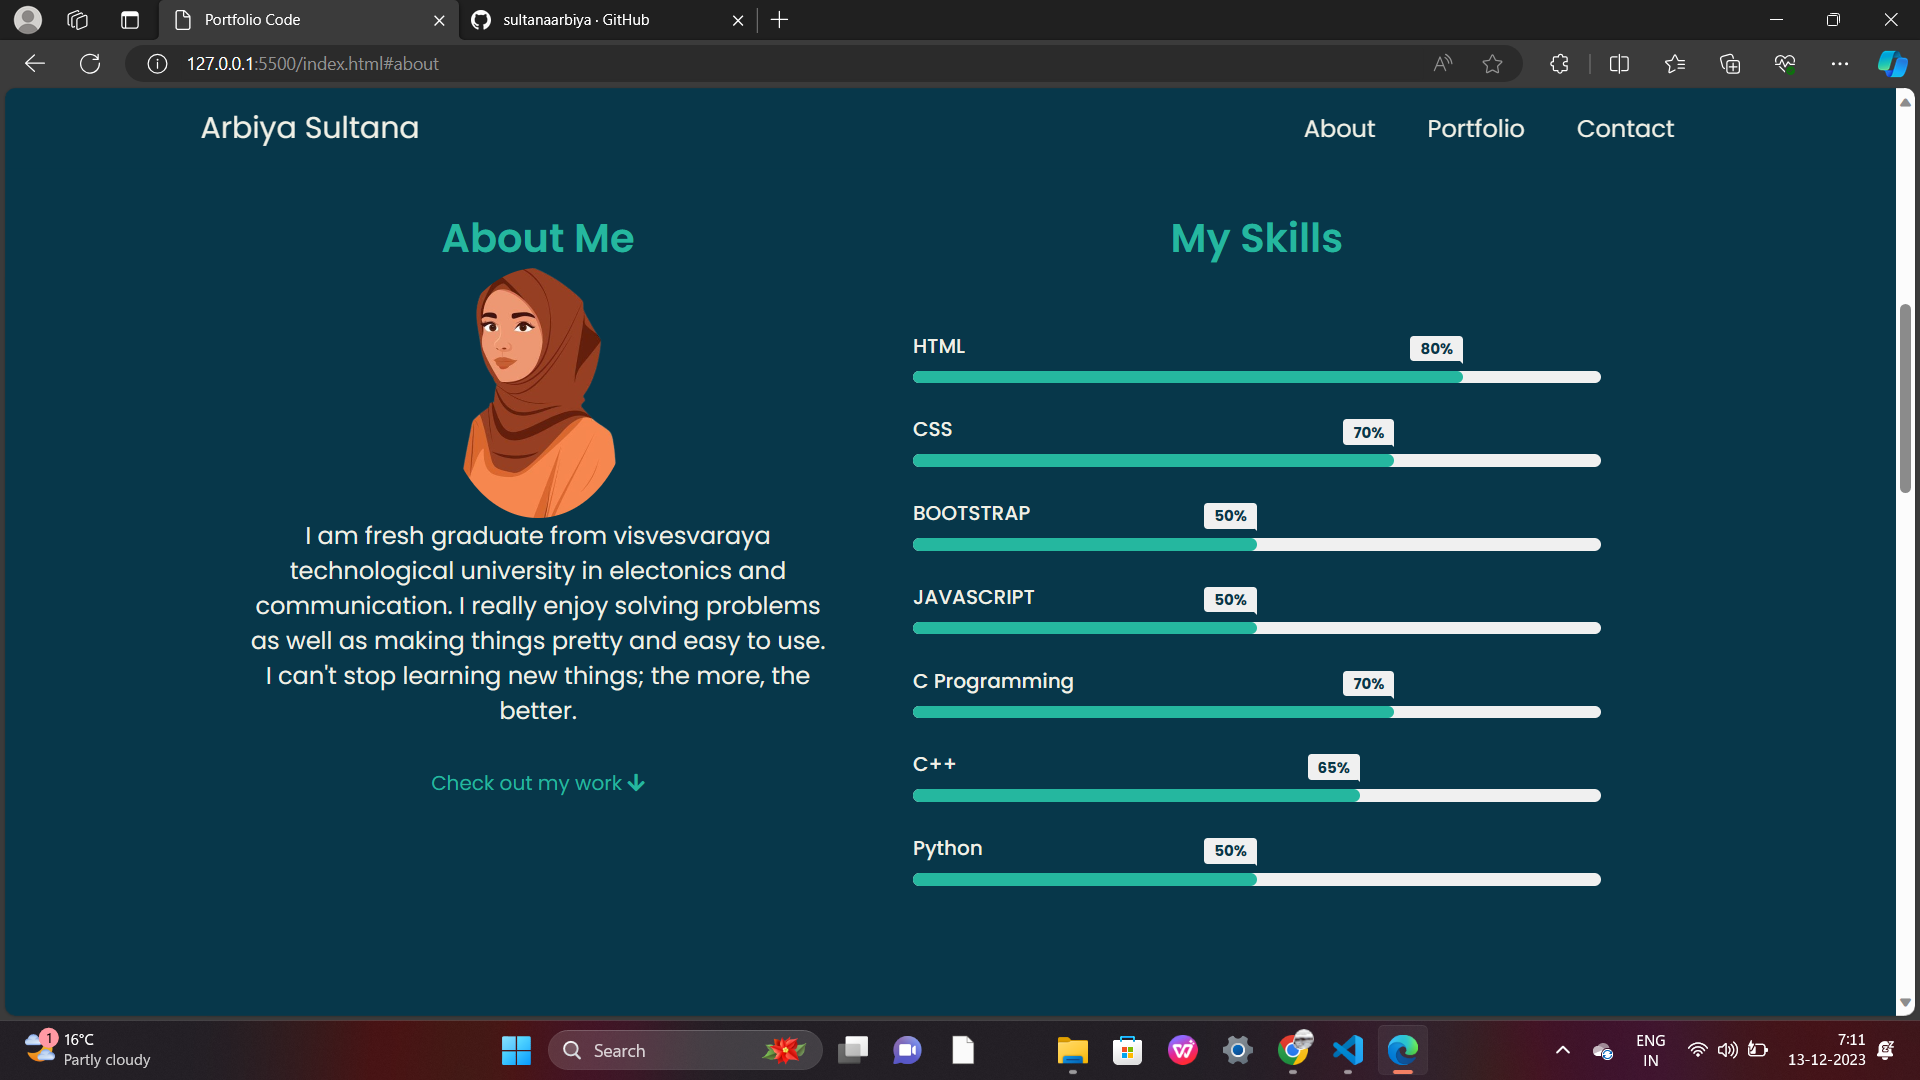 Portfolio Code
sultanaarbiya · GitHub
127.0.0.1:5500/index.html#about
Arbiya Sultana
About
Portfolio
Contact
About Me
I am fresh graduate from visvesvaraya
technological university in electonics and
communication. I really enjoy solving problems
as well as making things pretty and easy to use.
I can't stop learning new things; the more, the
better.
Check out my work
My Skills
HTML
80%
CSS
70%
BOOTSTRAP
50%
JAVASCRIPT
50%
C Programming
70%
C++
65%
Python
50%
1
16°C
Partly cloudy
Search
ENG
IN
7:11
13-12-2023